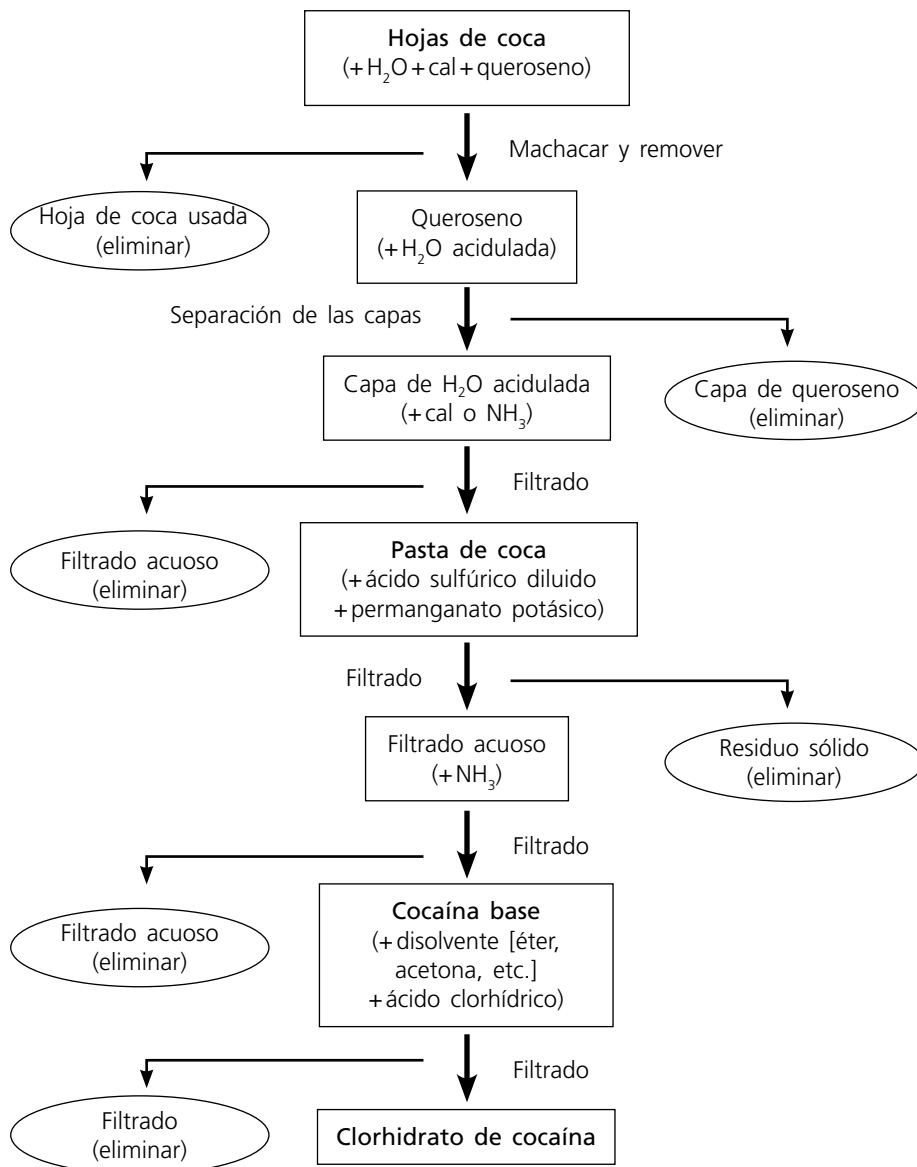 Hojas de coca
(+H₂O+cal+queroseno)
Machacar y remover
Hoja de coca usada
(eliminar)
Queroseno
(+H₂O acidulada)
Separación de las capas
Capa de H₂O acidulada
(+cal o NH₃)
Capa de queroseno
(eliminar)
Filtrado
Filtrado acuoso
(eliminar)
Pasta de coca
(+ácido sulfúrico diluido
+permanganato potásico)
Filtrado
Filtrado acuoso
(+NH₃)
Residuo sólido
(eliminar)
Filtrado
Filtrado acuoso
(eliminar)
Cocaína base
(+disolvente [éter,
acetona, etc.]
+ácido clorhídrico)
Filtrado
Filtrado
(eliminar)
Clorhidrato de cocaína